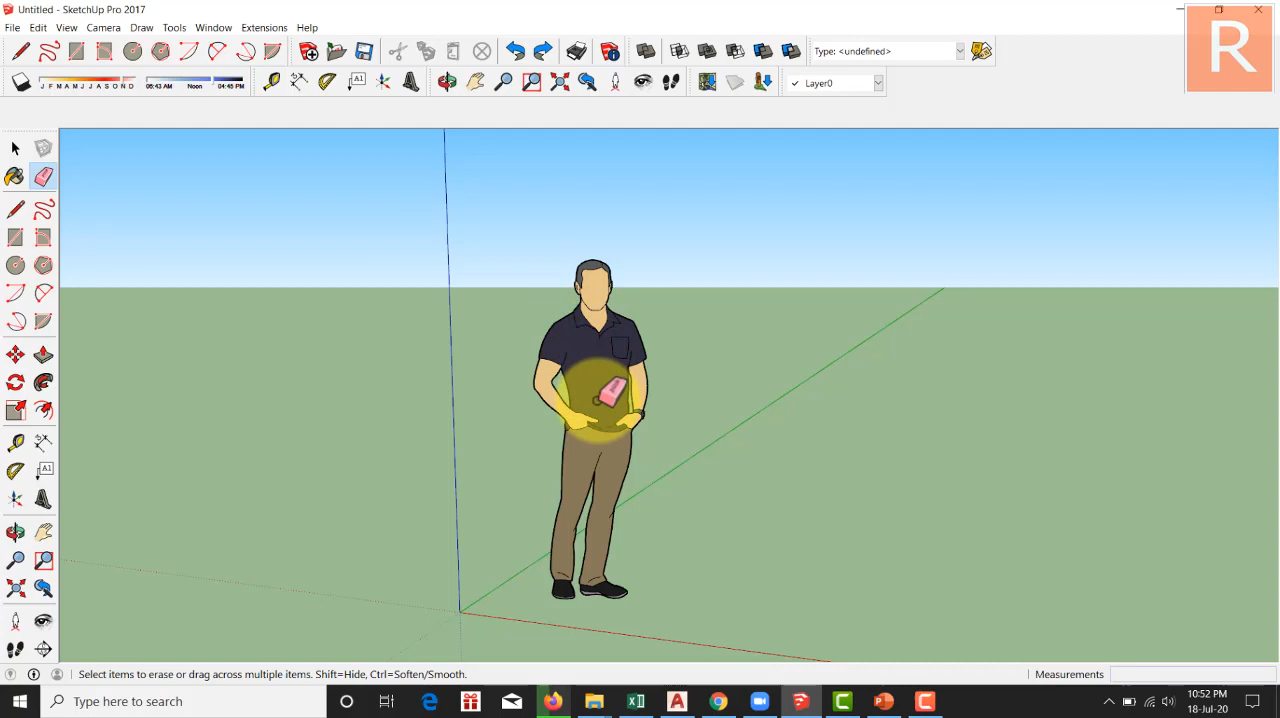 Untitled - SketchUp Pro 2017
File Edit View Camera Draw Tools Window Extensions Help
R
Type: <undefined>
J F M A M J J A S O N D
06:43 AM Noon 04:45 PM
A1
Layer0
A1
Select items to erase or drag across multiple items. Shift=Hide, Ctrl=Soften/Smooth.
Measurements
Type here to search
10:52 PM
18-Jul-20